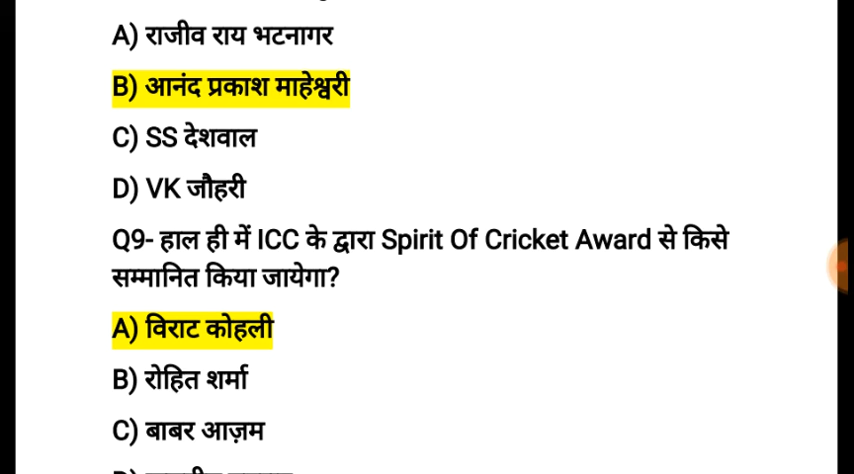 A) राजीव राय भटनागर
B) आनंद प्रकाश माहेश्वरी
C) SS देशवाल
D) VK जौहरी
Q9- हाल ही में ICC के द्वारा Spirit Of Cricket Award से किसे
सम्मानित किया जायेगा?
A) विराट कोहली
B) रोहित शर्मा
C) बाबर आज़म